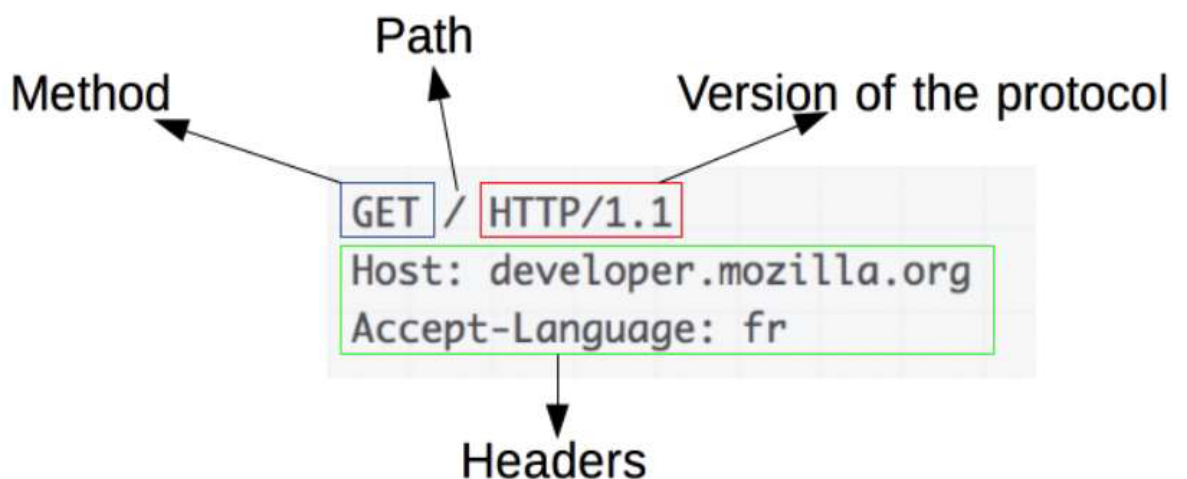 Path
Method
Version of the protocol
GET / HTTP/1.1
Host: developer.mozilla.org
Accept-Language: fr
Headers